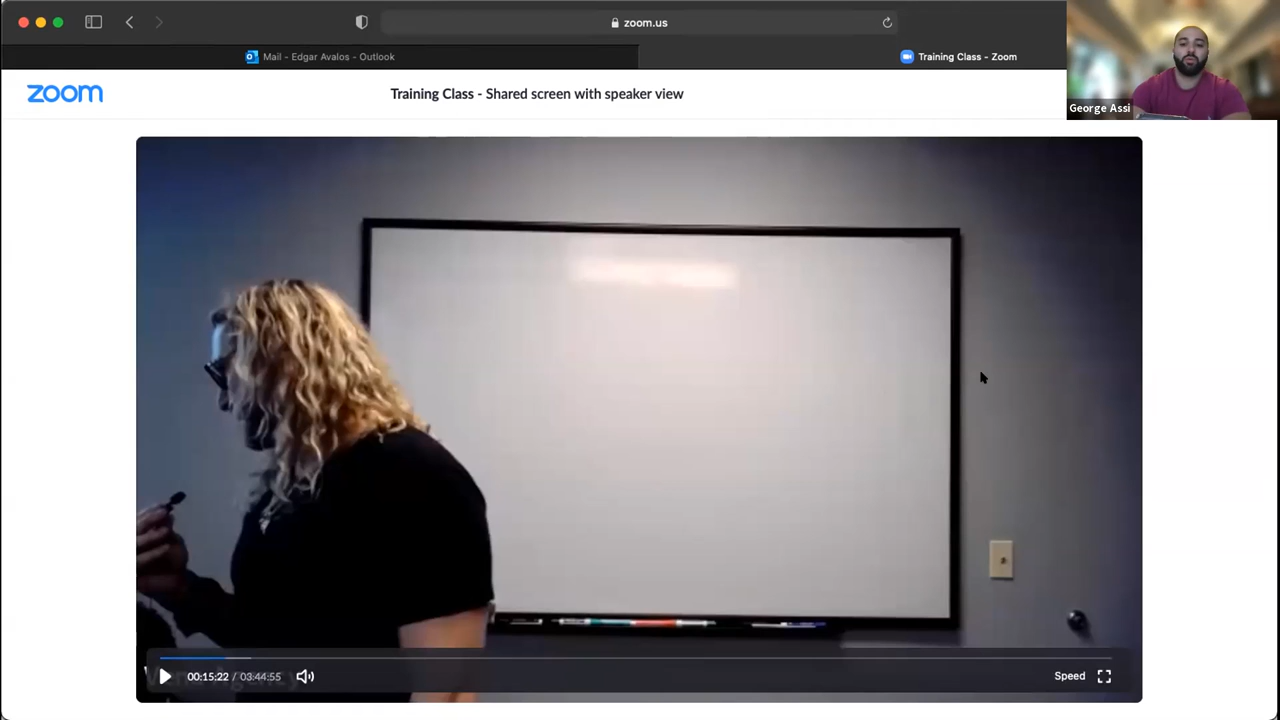 zoom.us
Mail - Edgar Avalos - Outlook
Training Class - Zoom
George Assi
zoom
Training Class - Shared screen with speaker view
00:15:22 / 03:44:55
Speed